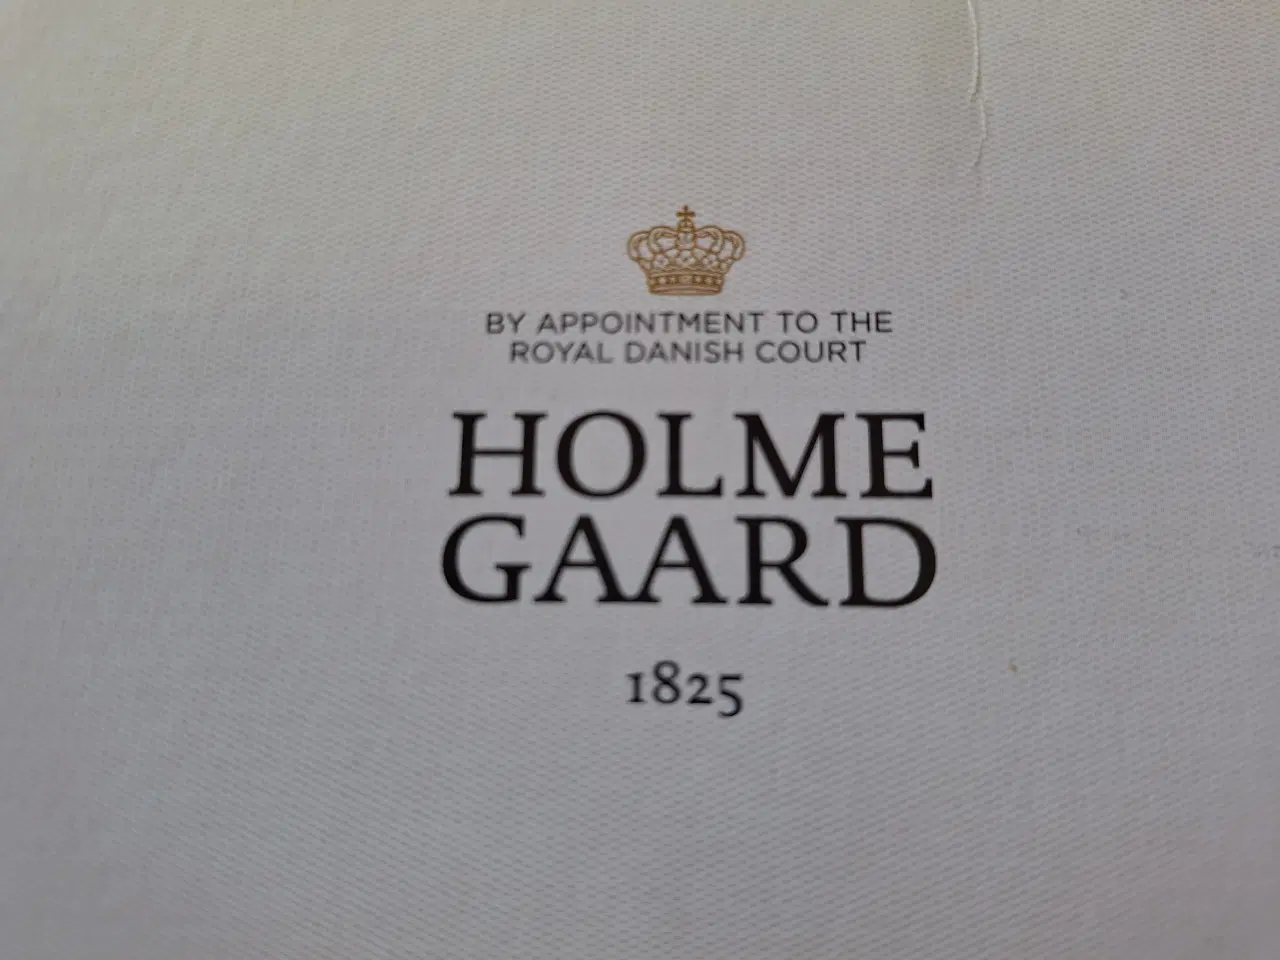 BY APPOINTMENT TO THE
ROYAL DANISH COURT
HOLME
GAARD
1825